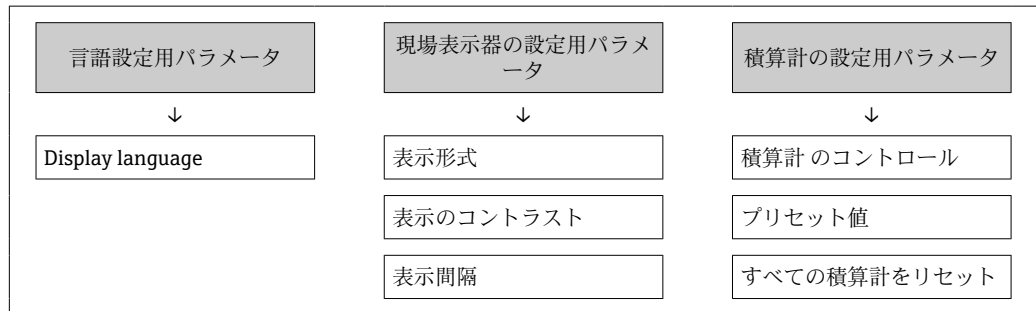 言語設定用パラメータ
↓
Display language
現場表示器の設定用パラメ
ータ
↓
表示形式
表示のコントラスト
表示間隔
積算計の設定用パラメータ
↓
積算計 のコントロール
プリセット値
すべての積算計をリセット